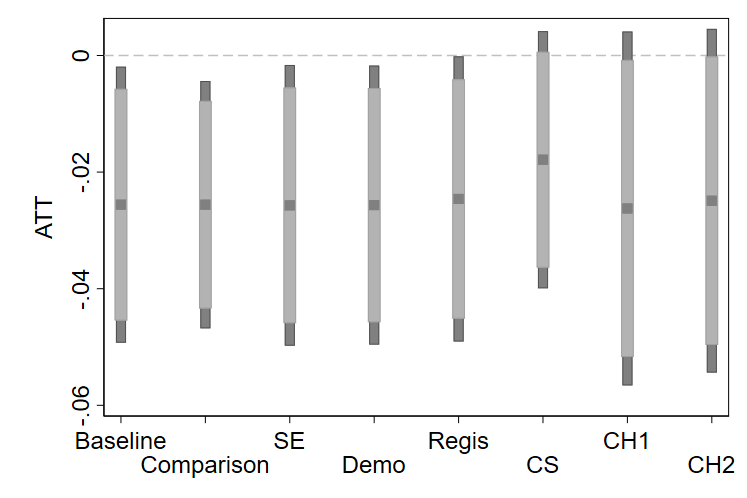 ATT
0
-.02
-.04
-.06
Baseline
Comparison
SE
Demo
Regis
CS
CH1
CH2